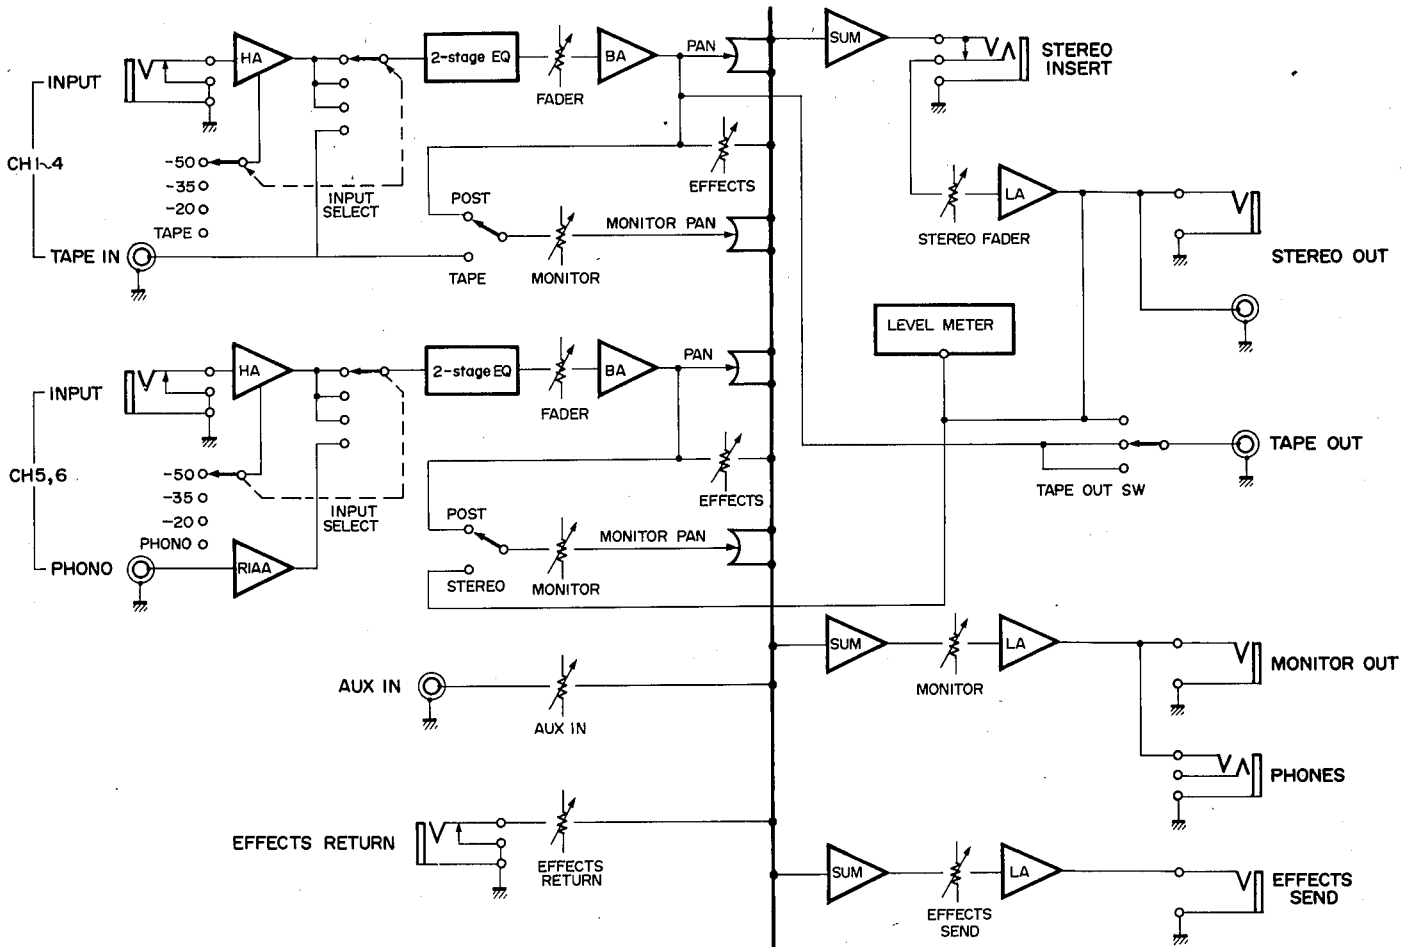 INPUT
CH1~4
TAPE IN
HA
-50
-35
-20
TAPE
INPUT
SELECT
2-stage EQ
FADER
BA
PAN
EFFECTS
POST
TAPE
MONITOR
MONITOR PAN
SUM
STEREO
INSERT
STEREO FADER
LA
STEREO OUT
LEVEL METER
TAPE OUT
TAPE OUT SW
INPUT
CH5,6
PHONO
HA
-50
-35
-20
PHONO
RIAA
INPUT
SELECT
2-stage EQ
FADER
BA
PAN
EFFECTS
POST
STEREO
MONITOR
MONITOR PAN
AUX IN
AUX IN
EFFECTS RETURN
EFFECTS
RETURN
SUM
MONITOR
LA
MONITOR OUT
PHONES
SUM
EFFECTS
SEND
LA
EFFECTS
SEND